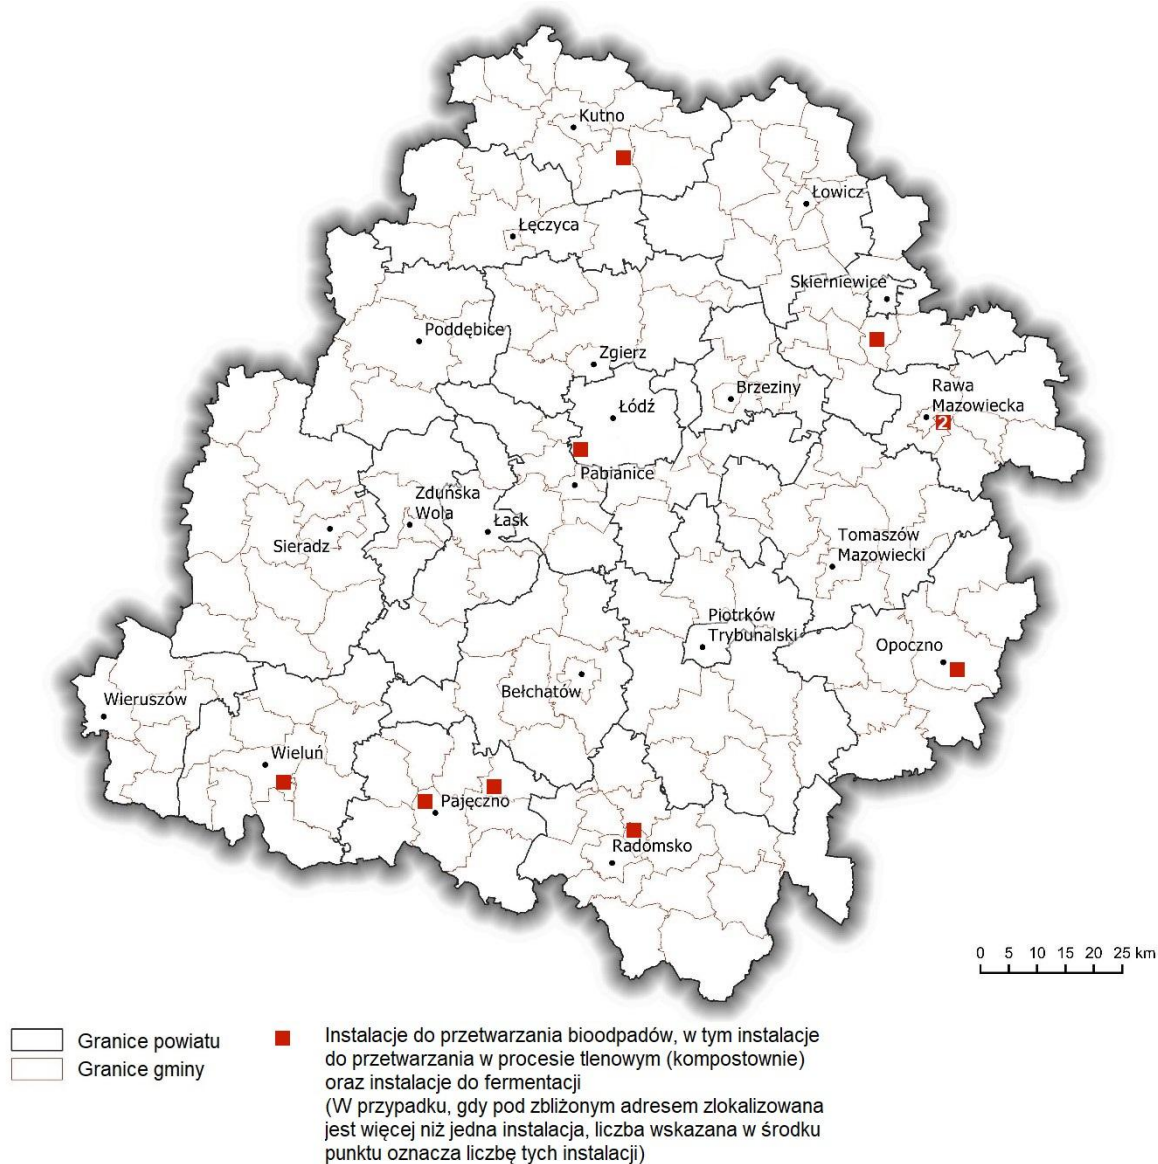 Kutno
Łowicz
Łęczyca
Skierniewice
Poddębice
Zgierz
Rawa
Mazowiecka
Brzeziny
Łódź
2
Pabianice
Zduńska
Wola
Łask
Sieradz
Tomaszów
Mazowiecki
Piotrków
Trybunalski
Opoczno
Bełchatów
Wieruszów
Wieluń
Pajęczno
Radomsko
0 5 10 15 20 25 km
Granice powiatu
Granice gminy
Instalacje do przetwarzania bioodpadów, w tym instalacje
do przetwarzania w procesie tlenowym (kompostownie)
oraz instalacje do fermentacji
(W przypadku, gdy pod zbliżonym adresem zlokalizowana
jest więcej niż jedna instalacja, liczba wskazana w środku
punktu oznacza liczbę tych instalacji)